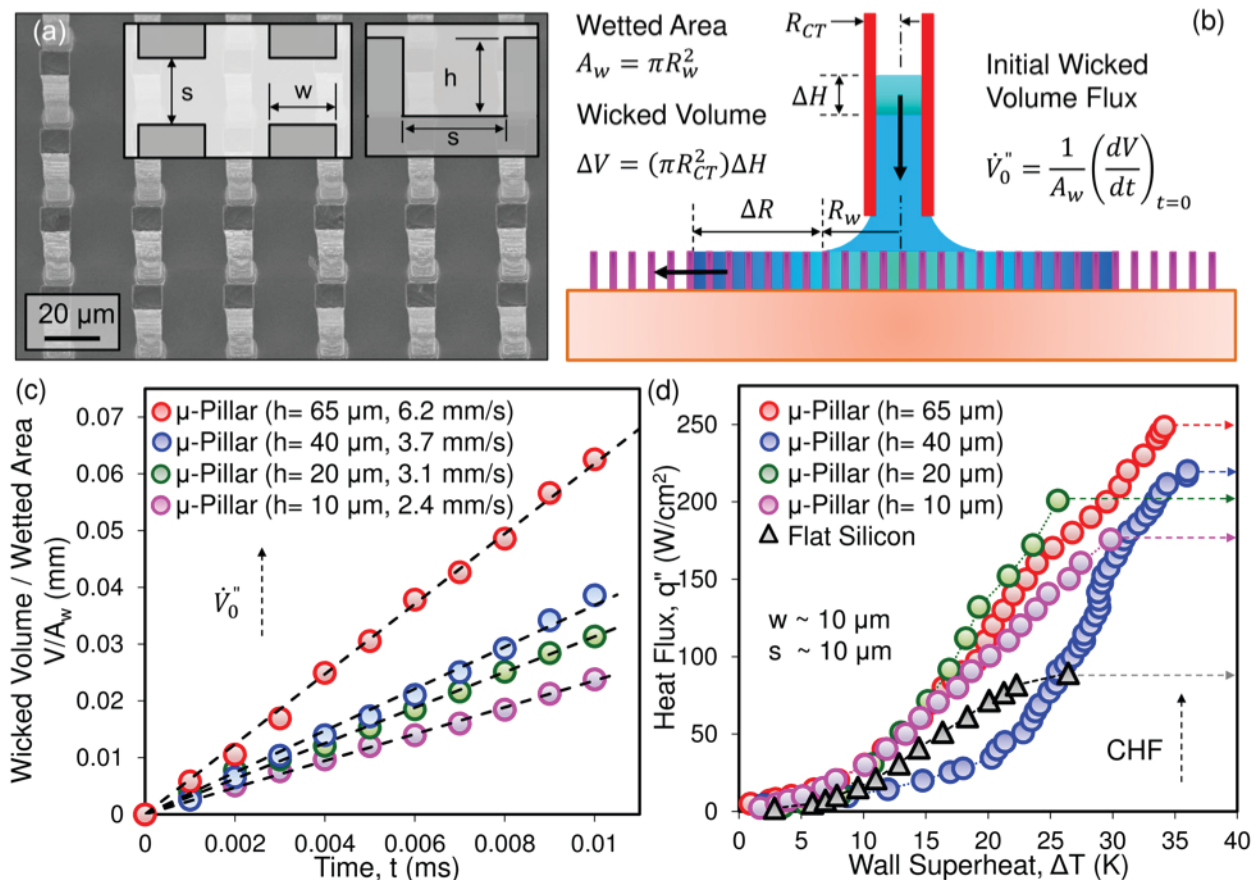 (a)
s
w
h
s
20 µm
(b)
Wetted Area
A_w = πR_w^2
Wicked Volume
ΔV = (πR_CT^2)ΔH
R_CT
ΔH
ΔR
R_w
Initial Wicked
Volume Flux
V̇_0" = 1/A_w (dV/dt)_t=0
(c)
Wicked Volume / Wetted Area
V/A_w (mm)
0.07
0.06
0.05
0.04
0.03
0.02
0.01
0
µ-Pillar (h= 65 µm, 6.2 mm/s)
µ-Pillar (h= 40 µm, 3.7 mm/s)
µ-Pillar (h= 20 µm, 3.1 mm/s)
µ-Pillar (h= 10 µm, 2.4 mm/s)
V̇_0"
0 0.002 0.004 0.006 0.008 0.01
Time, t (ms)
(d)
Heat Flux, q" (W/cm²)
250
200
150
100
50
0
µ-Pillar (h= 65 µm)
µ-Pillar (h= 40 µm)
µ-Pillar (h= 20 µm)
µ-Pillar (h= 10 µm)
Flat Silicon
w ~ 10 µm
s ~ 10 µm
CHF
0 5 10 15 20 25 30 35 40
Wall Superheat, ΔT (K)